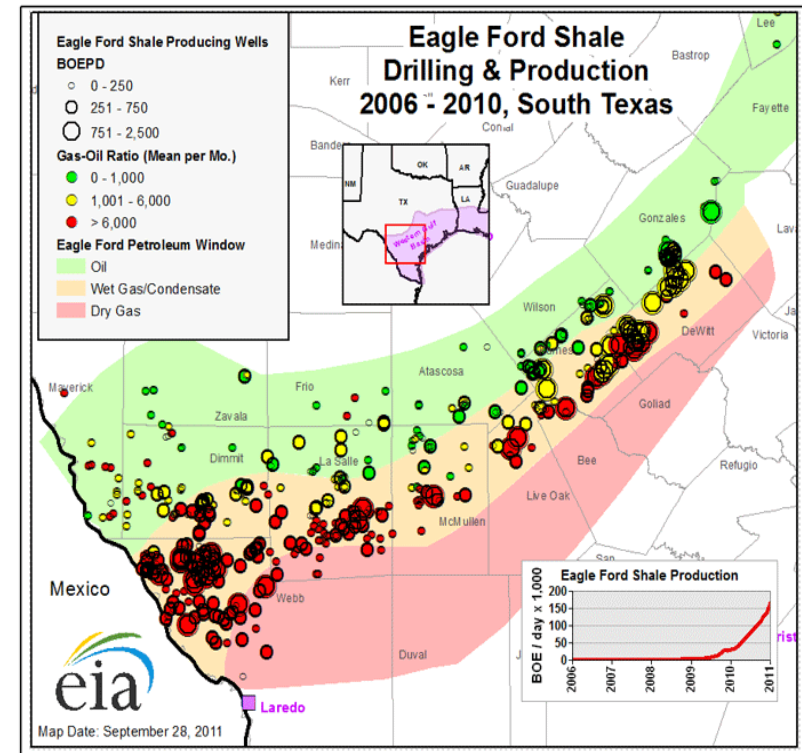 Eagle Ford Shale
Drilling & Production
2006 - 2010, South Texas
Eagle Ford Shale Producing Wells
BOEPD
0 - 250
251 - 750
751 - 2,500
Gas-Oil Ratio (Mean per Mo.)
0 - 1,000
1,001 - 6,000
> 6,000
Eagle Ford Petroleum Window
Oil
Wet Gas/Condensate
Dry Gas
Lee
Bastrop
Kerr
Fayette
NM
OK
AR
TX
LA
Western Gulf
Basin
Guadalupe
Gonzales
Wilson
DeWitt
Victoria
Maverick
Frio
Atascosa
Zavala
Goliad
Dimmit
La Salle
Bee
Refugio
Live Oak
McMullen
Mexico
Webb
Duval
Laredo
eia
Map Date: September 28, 2011
Eagle Ford Shale Production
BOE / day x 1,000
200
150
100
50
0
2006
2007
2008
2009
2010
2011